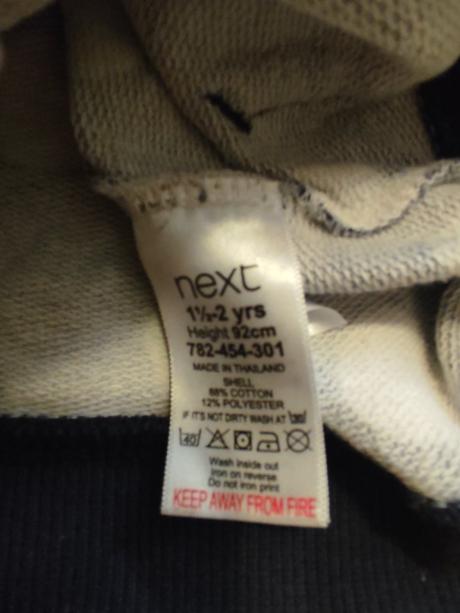 next
1½-2 yrs
Height 92cm
782-454-301
MADE IN THAILAND
SHELL
88% COTTON
12% POLYESTER
IF IT'S NOT DIRTY WASH AT
40
Wash inside out
Iron on reverse
Do not iron print
KEEP AWAY FROM FIRE